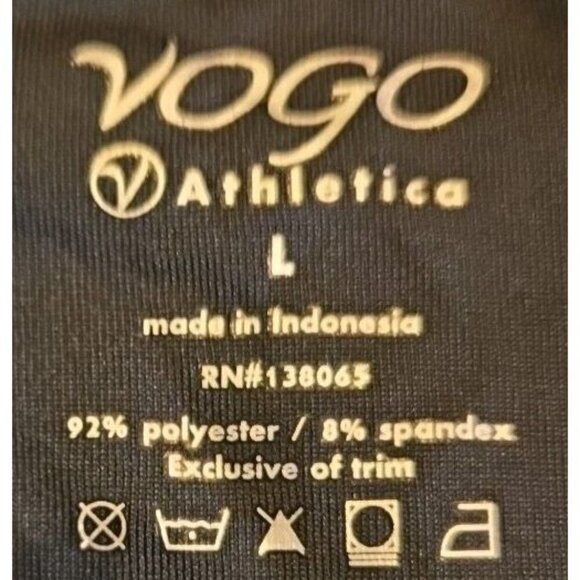 VOGO
V Athletica
L
made in Indonesia
RN#138065
92% polyester / 8% spandex
Exclusive of trim